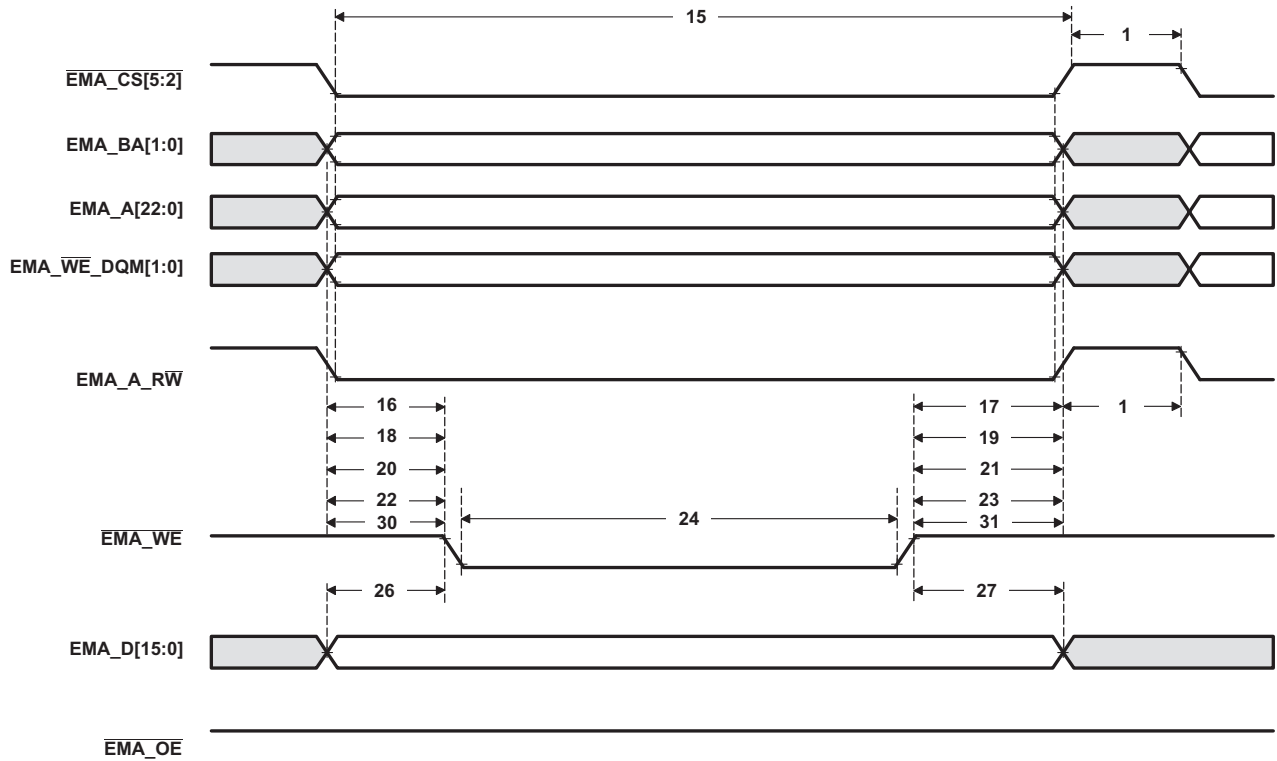 15
1
EMA_CS[5:2]
EMA_BA[1:0]
EMA_A[22:0]
EMA_WE_DQM[1:0]
EMA_A_RW
16 17 1
18 19
20 21
22 23
24
30 31
EMA_WE
26 27
EMA_D[15:0]
EMA_OE